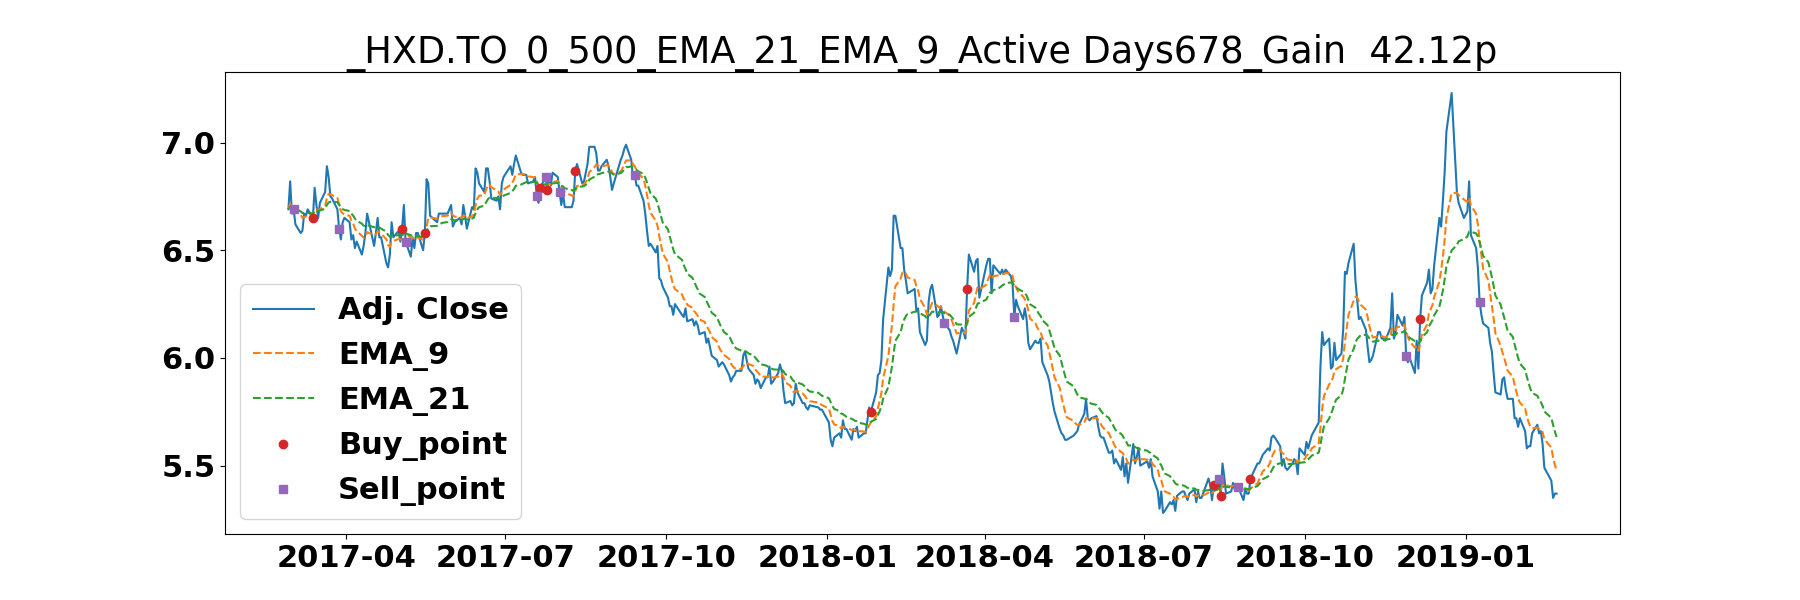 _HXD.TO_0_500_EMA_21_EMA_9_Active Days678_Gain  42.12p
7.0
6.5
6.0
5.5
Adj. Close
EMA_9
EMA_21
Buy_point
Sell_point
2017-04 2017-07 2017-10 2018-01 2018-04 2018-07 2018-10 2019-01